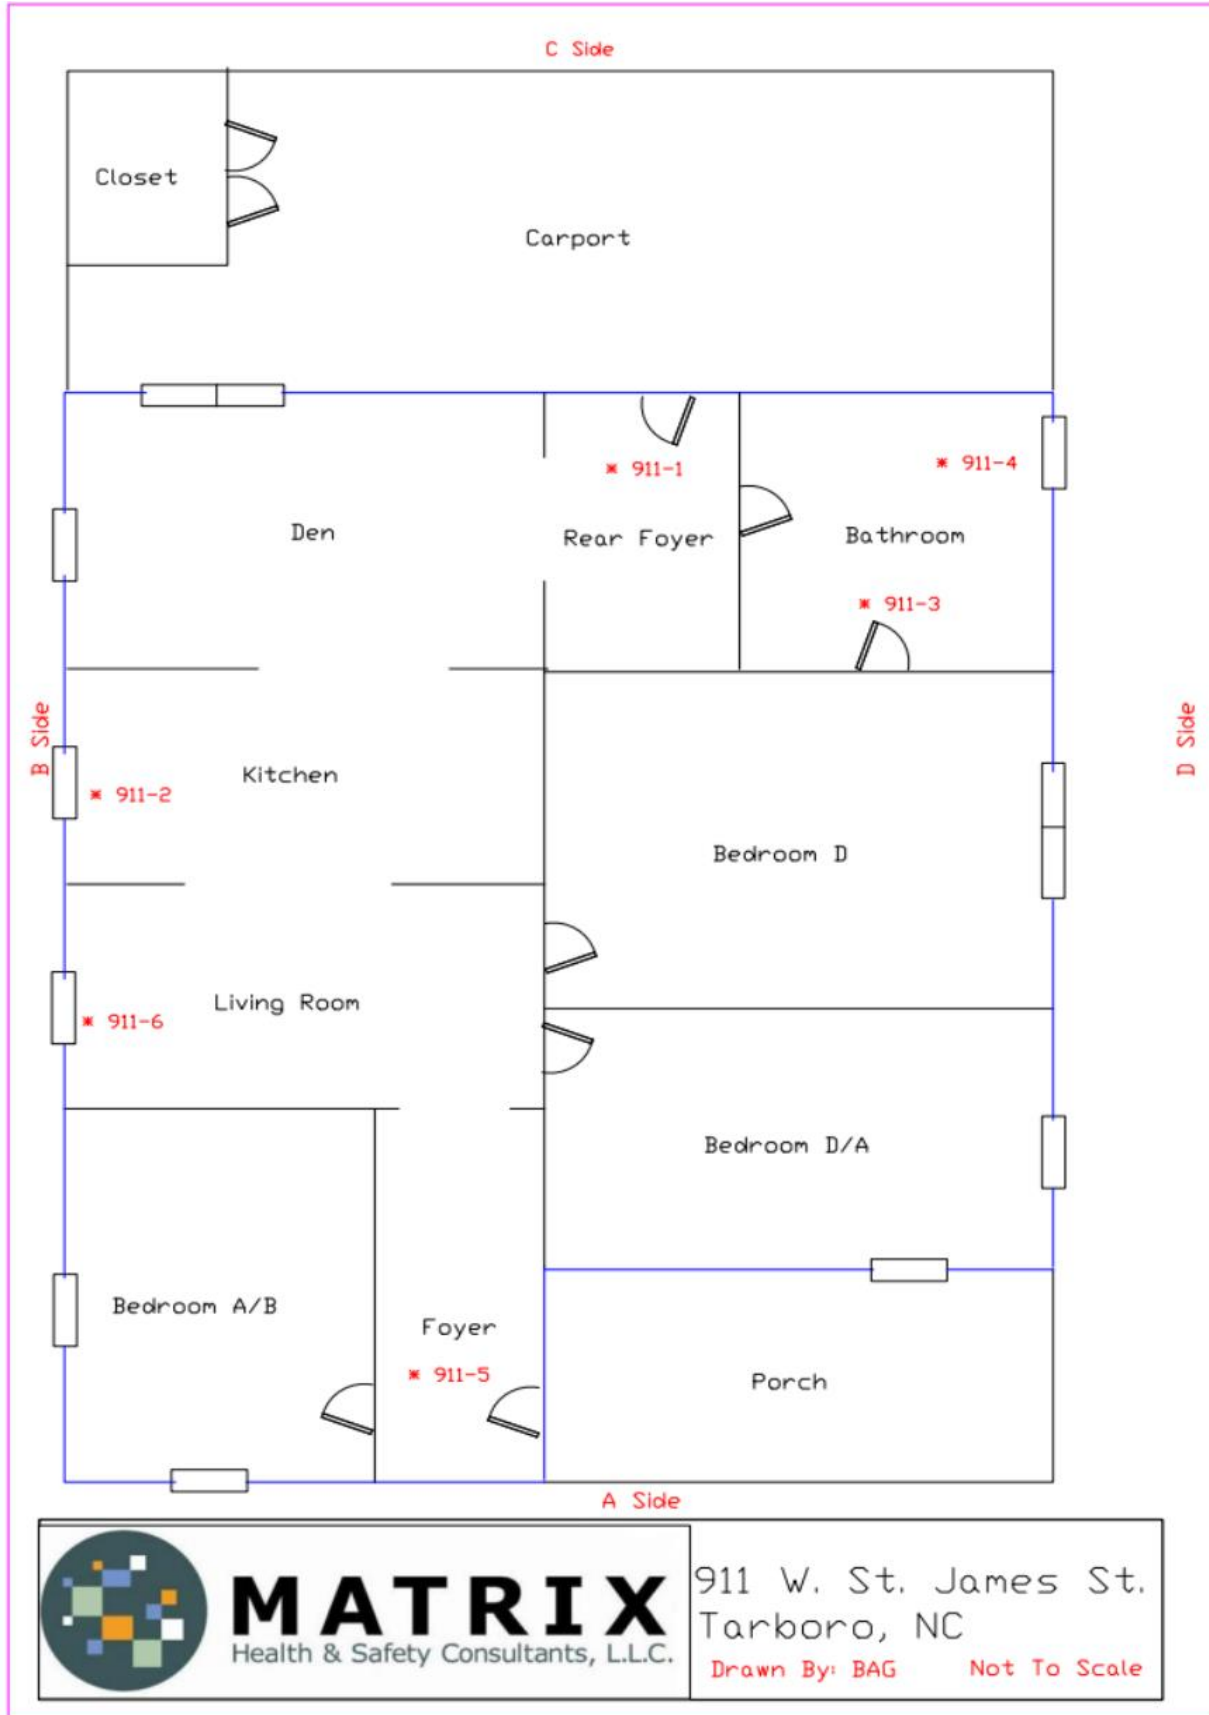 C Side
Closet
Carport
* 911-1
* 911-4
Den
Rear Foyer
Bathroom
* 911-3
B Side
D Side
Kitchen
* 911-2
Bedroom D
Living Room
* 911-6
Bedroom D/A
Bedroom A/B
Foyer
* 911-5
Porch
A Side
MATRIX
Health & Safety Consultants, L.L.C.
911 W. St. James St.
Tarboro, NC
Drawn By: BAG Not To Scale